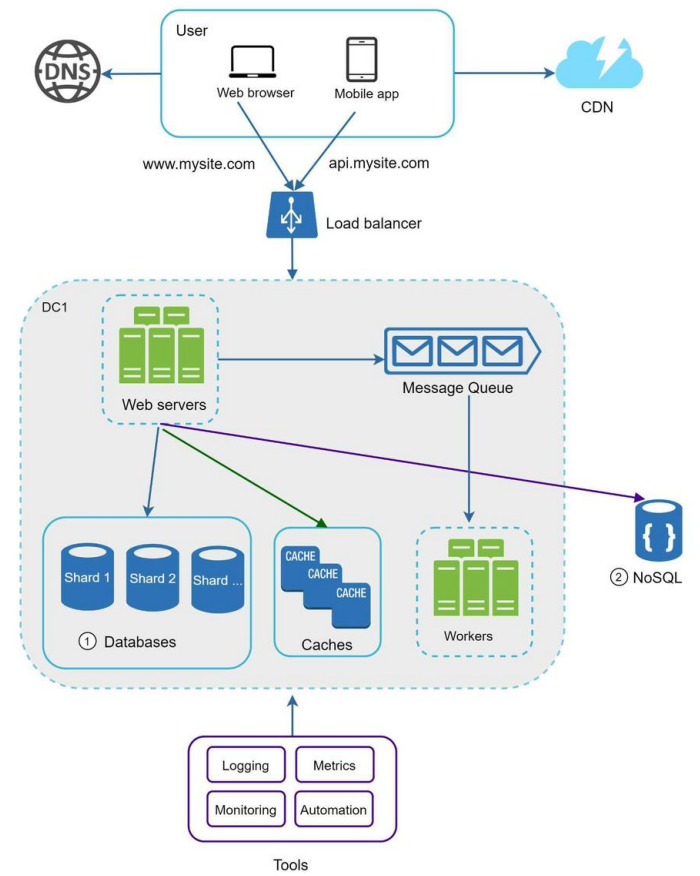 User
DNS
Web browser
Mobile app
CDN
www.mysite.com
api.mysite.com
Load balancer
DC1
Web servers
Message Queue
Shard 1
Shard 2
Shard ...
1 Databases
CACHE
CACHE
CACHE
Caches
Workers
{ }
2 NoSQL
Logging
Metrics
Monitoring
Automation
Tools